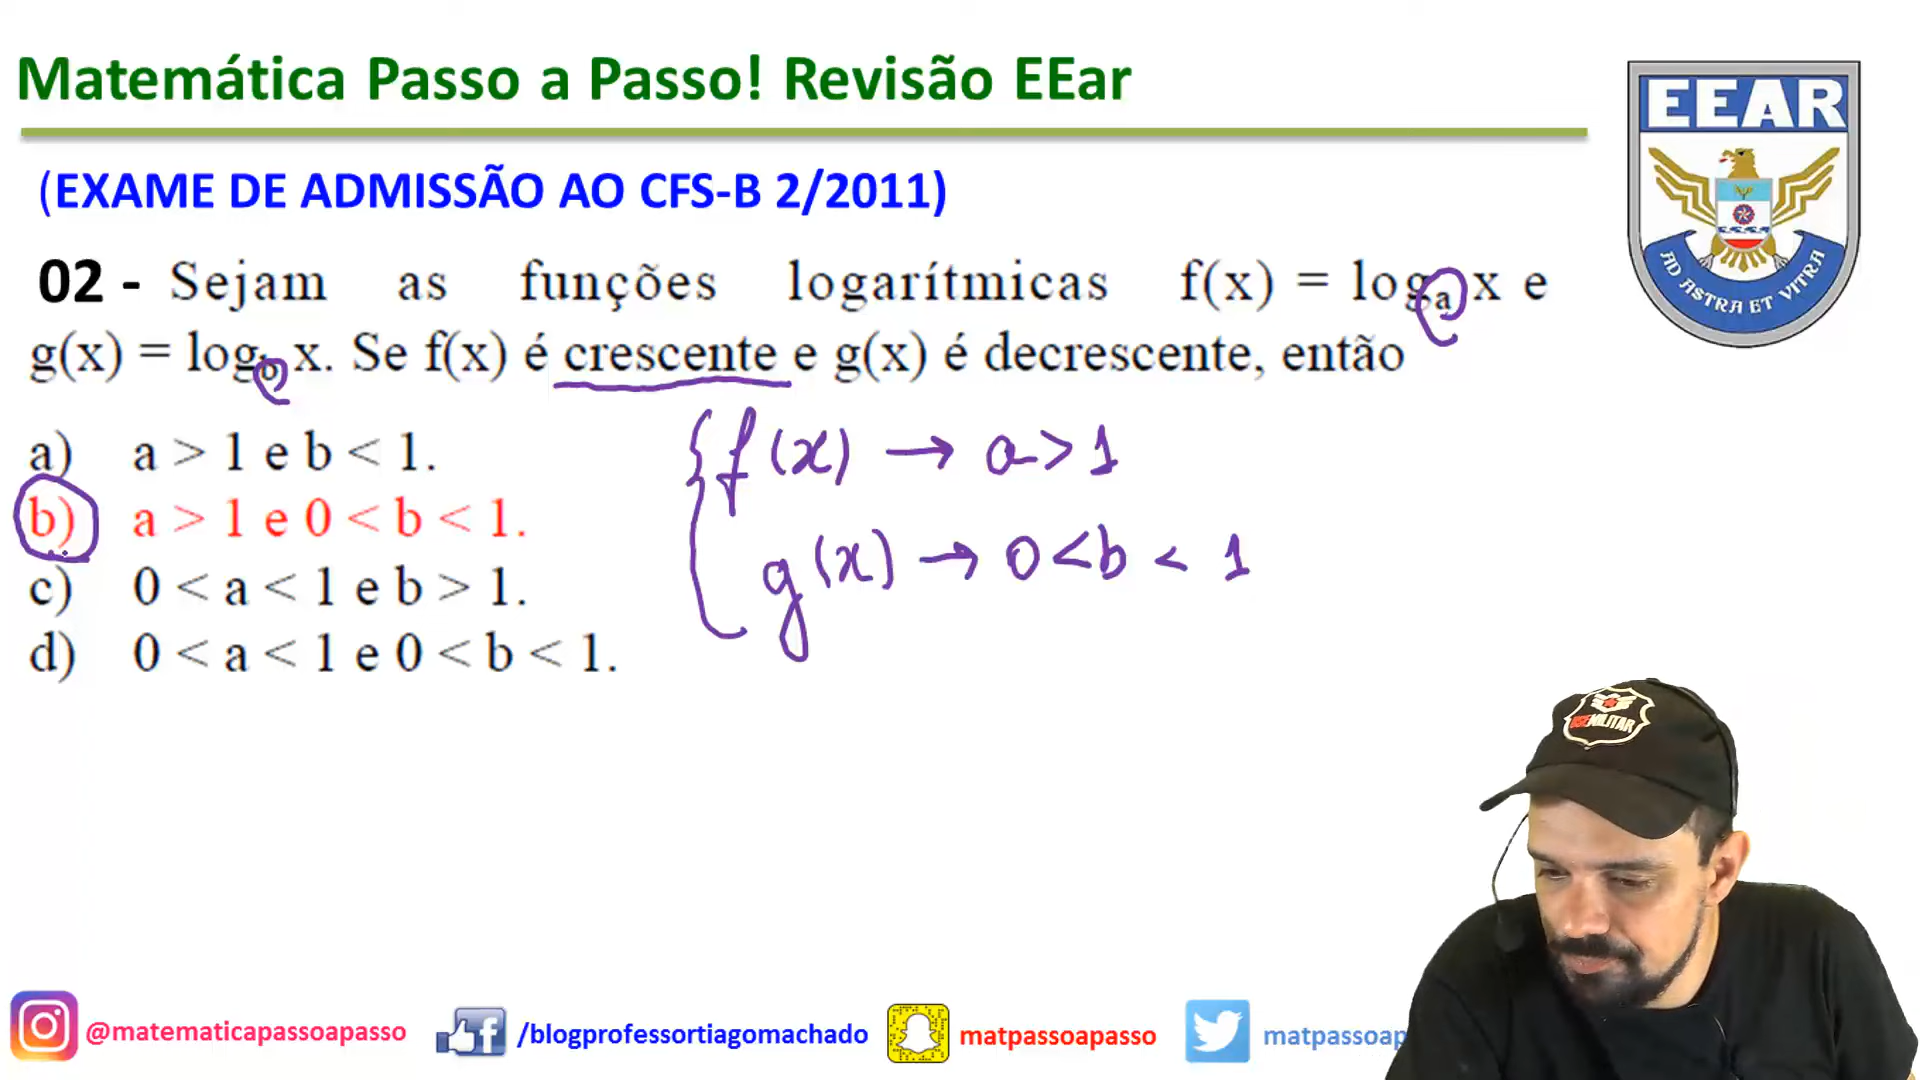 Matemática Passo a Passo! Revisão EEar
EEAR
AD ASTRA ET VITRA
(EXAME DE ADMISSÃO AO CFS-B 2/2011)
02 - Sejam as funções logarítmicas f(x) = logₐ x e
g(x) = log_b x. Se f(x) é crescente e g(x) é decrescente, então
a) a > 1 e b < 1.
b) a > 1 e 0 < b < 1.
c) 0 < a < 1 e b > 1.
d) 0 < a < 1 e 0 < b < 1.
f(x) → a > 1
g(x) → 0 < b < 1
MILITAR
@matematicapassoapasso
/blogprofessortiagomachado
matpassoapasso
matpassoap